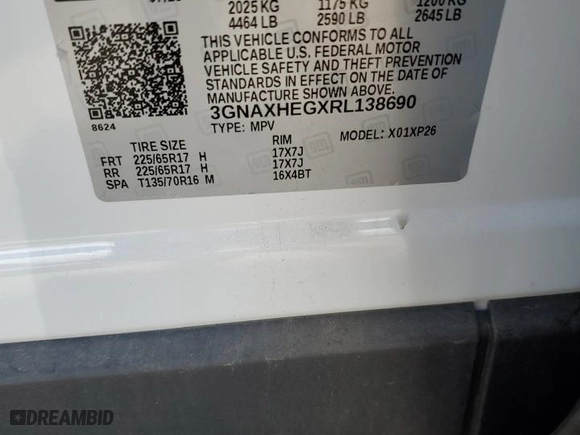 2025 KG 1175 KG 1200 KG
4464 LB 2590 LB 2645 LB
THIS VEHICLE CONFORMS TO ALL
APPLICABLE U.S. FEDERAL MOTOR
VEHICLE SAFETY AND THEFT PREVENTION
STANDARDS IN EFFECT ON THE DATE OF
MANUFACTURE SHOWN ABOVE.
3GNAXHEGXRL138690
8624
TYPE: MPV MODEL: X01XP26
TIRE SIZE RIM
FRT 225/65R17 H 17X7J
RR 225/65R17 H 17X7J
SPA T135/70R16 M 16X4BT
DREAMBID